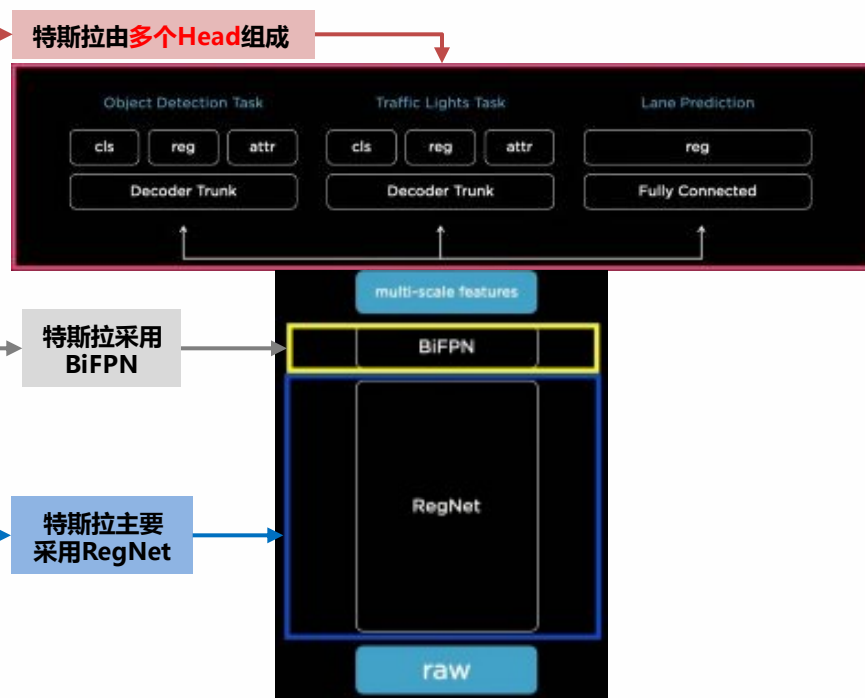 特斯拉由多个Head组成
Object Detection Task
Traffic Lights Task
Lane Prediction
cls
reg
attr
cls
reg
attr
reg
Decoder Trunk
Decoder Trunk
Fully Connected
multi-scale features
特斯拉采用
BiFPN
BiFPN
特斯拉主要
采用RegNet
RegNet
raw